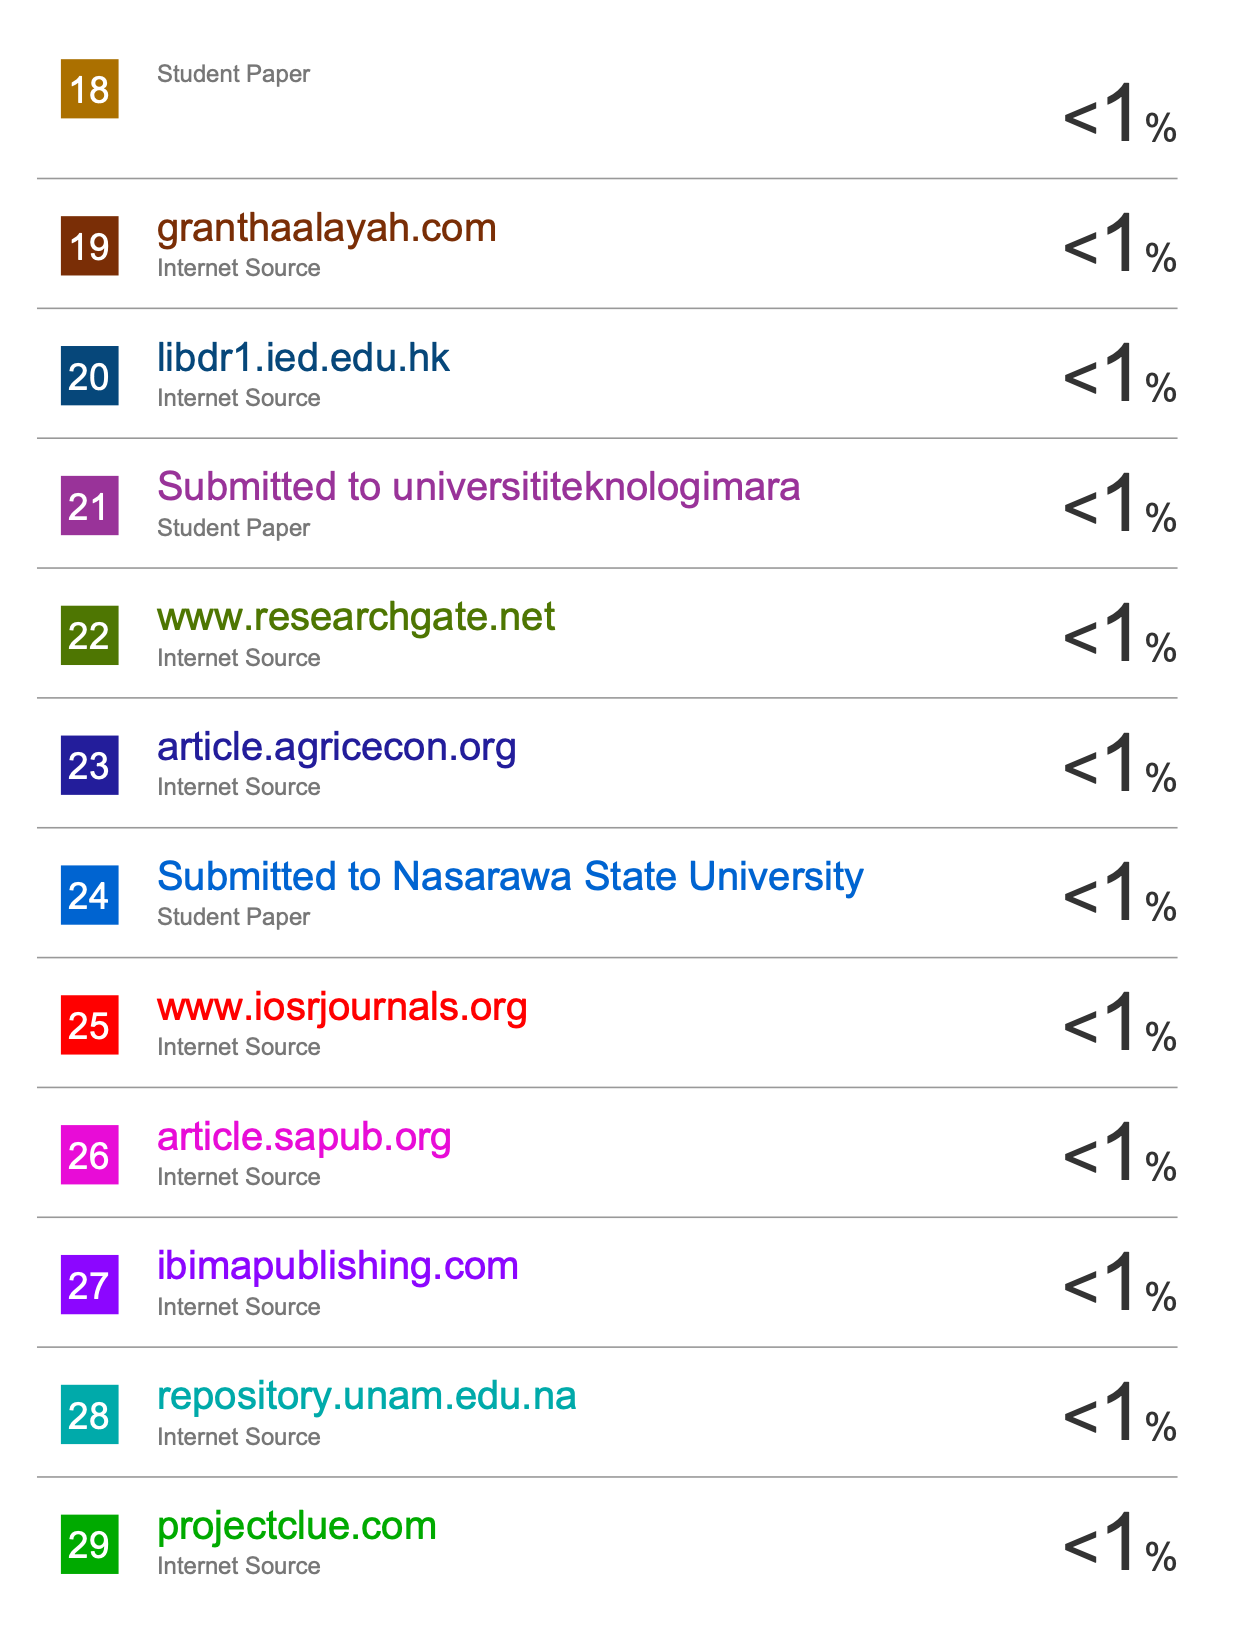 18
Student Paper
<1%
19
granthaalayah.com
Internet Source
<1%
20
libdr1.ied.edu.hk
Internet Source
<1%
21
Submitted to universititeknologimara
Student Paper
<1%
22
www.researchgate.net
Internet Source
<1%
23
article.agricecon.org
Internet Source
<1%
24
Submitted to Nasarawa State University
Student Paper
<1%
25
www.iosrjournals.org
Internet Source
<1%
26
article.sapub.org
Internet Source
<1%
27
ibimapublishing.com
Internet Source
<1%
28
repository.unam.edu.na
Internet Source
<1%
29
projectclue.com
Internet Source
<1%